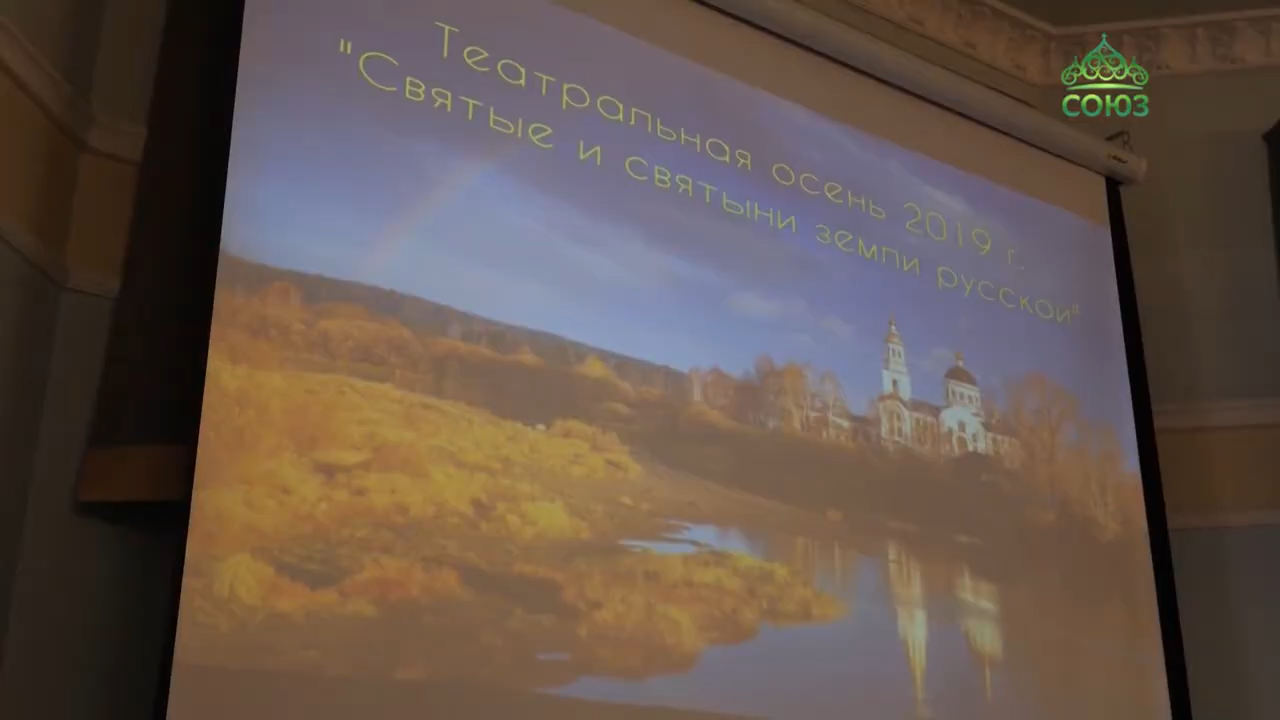 Театральная осень 2019 г.
"Святые и святыни земли русской"
СОЮЗ